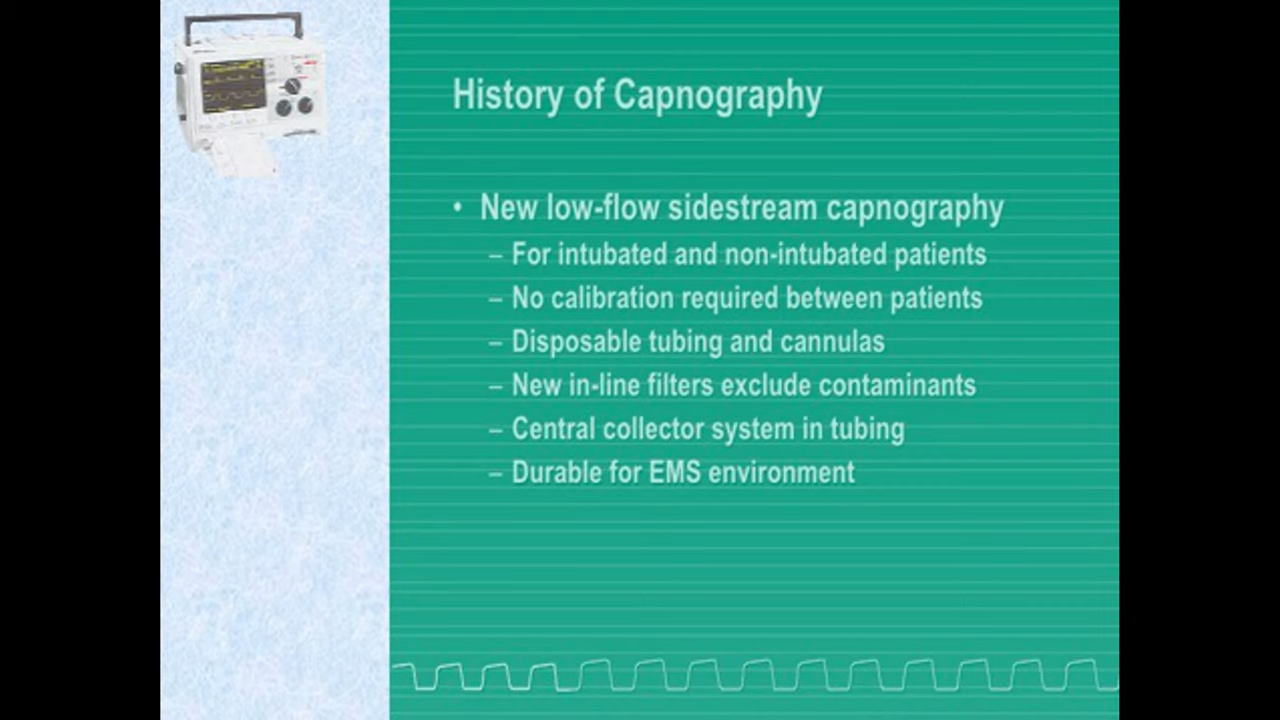 History of Capnography
• New low-flow sidestream capnography
– For intubated and non-intubated patients
– No calibration required between patients
– Disposable tubing and cannulas
– New in-line filters exclude contaminants
– Central collector system in tubing
– Durable for EMS environment